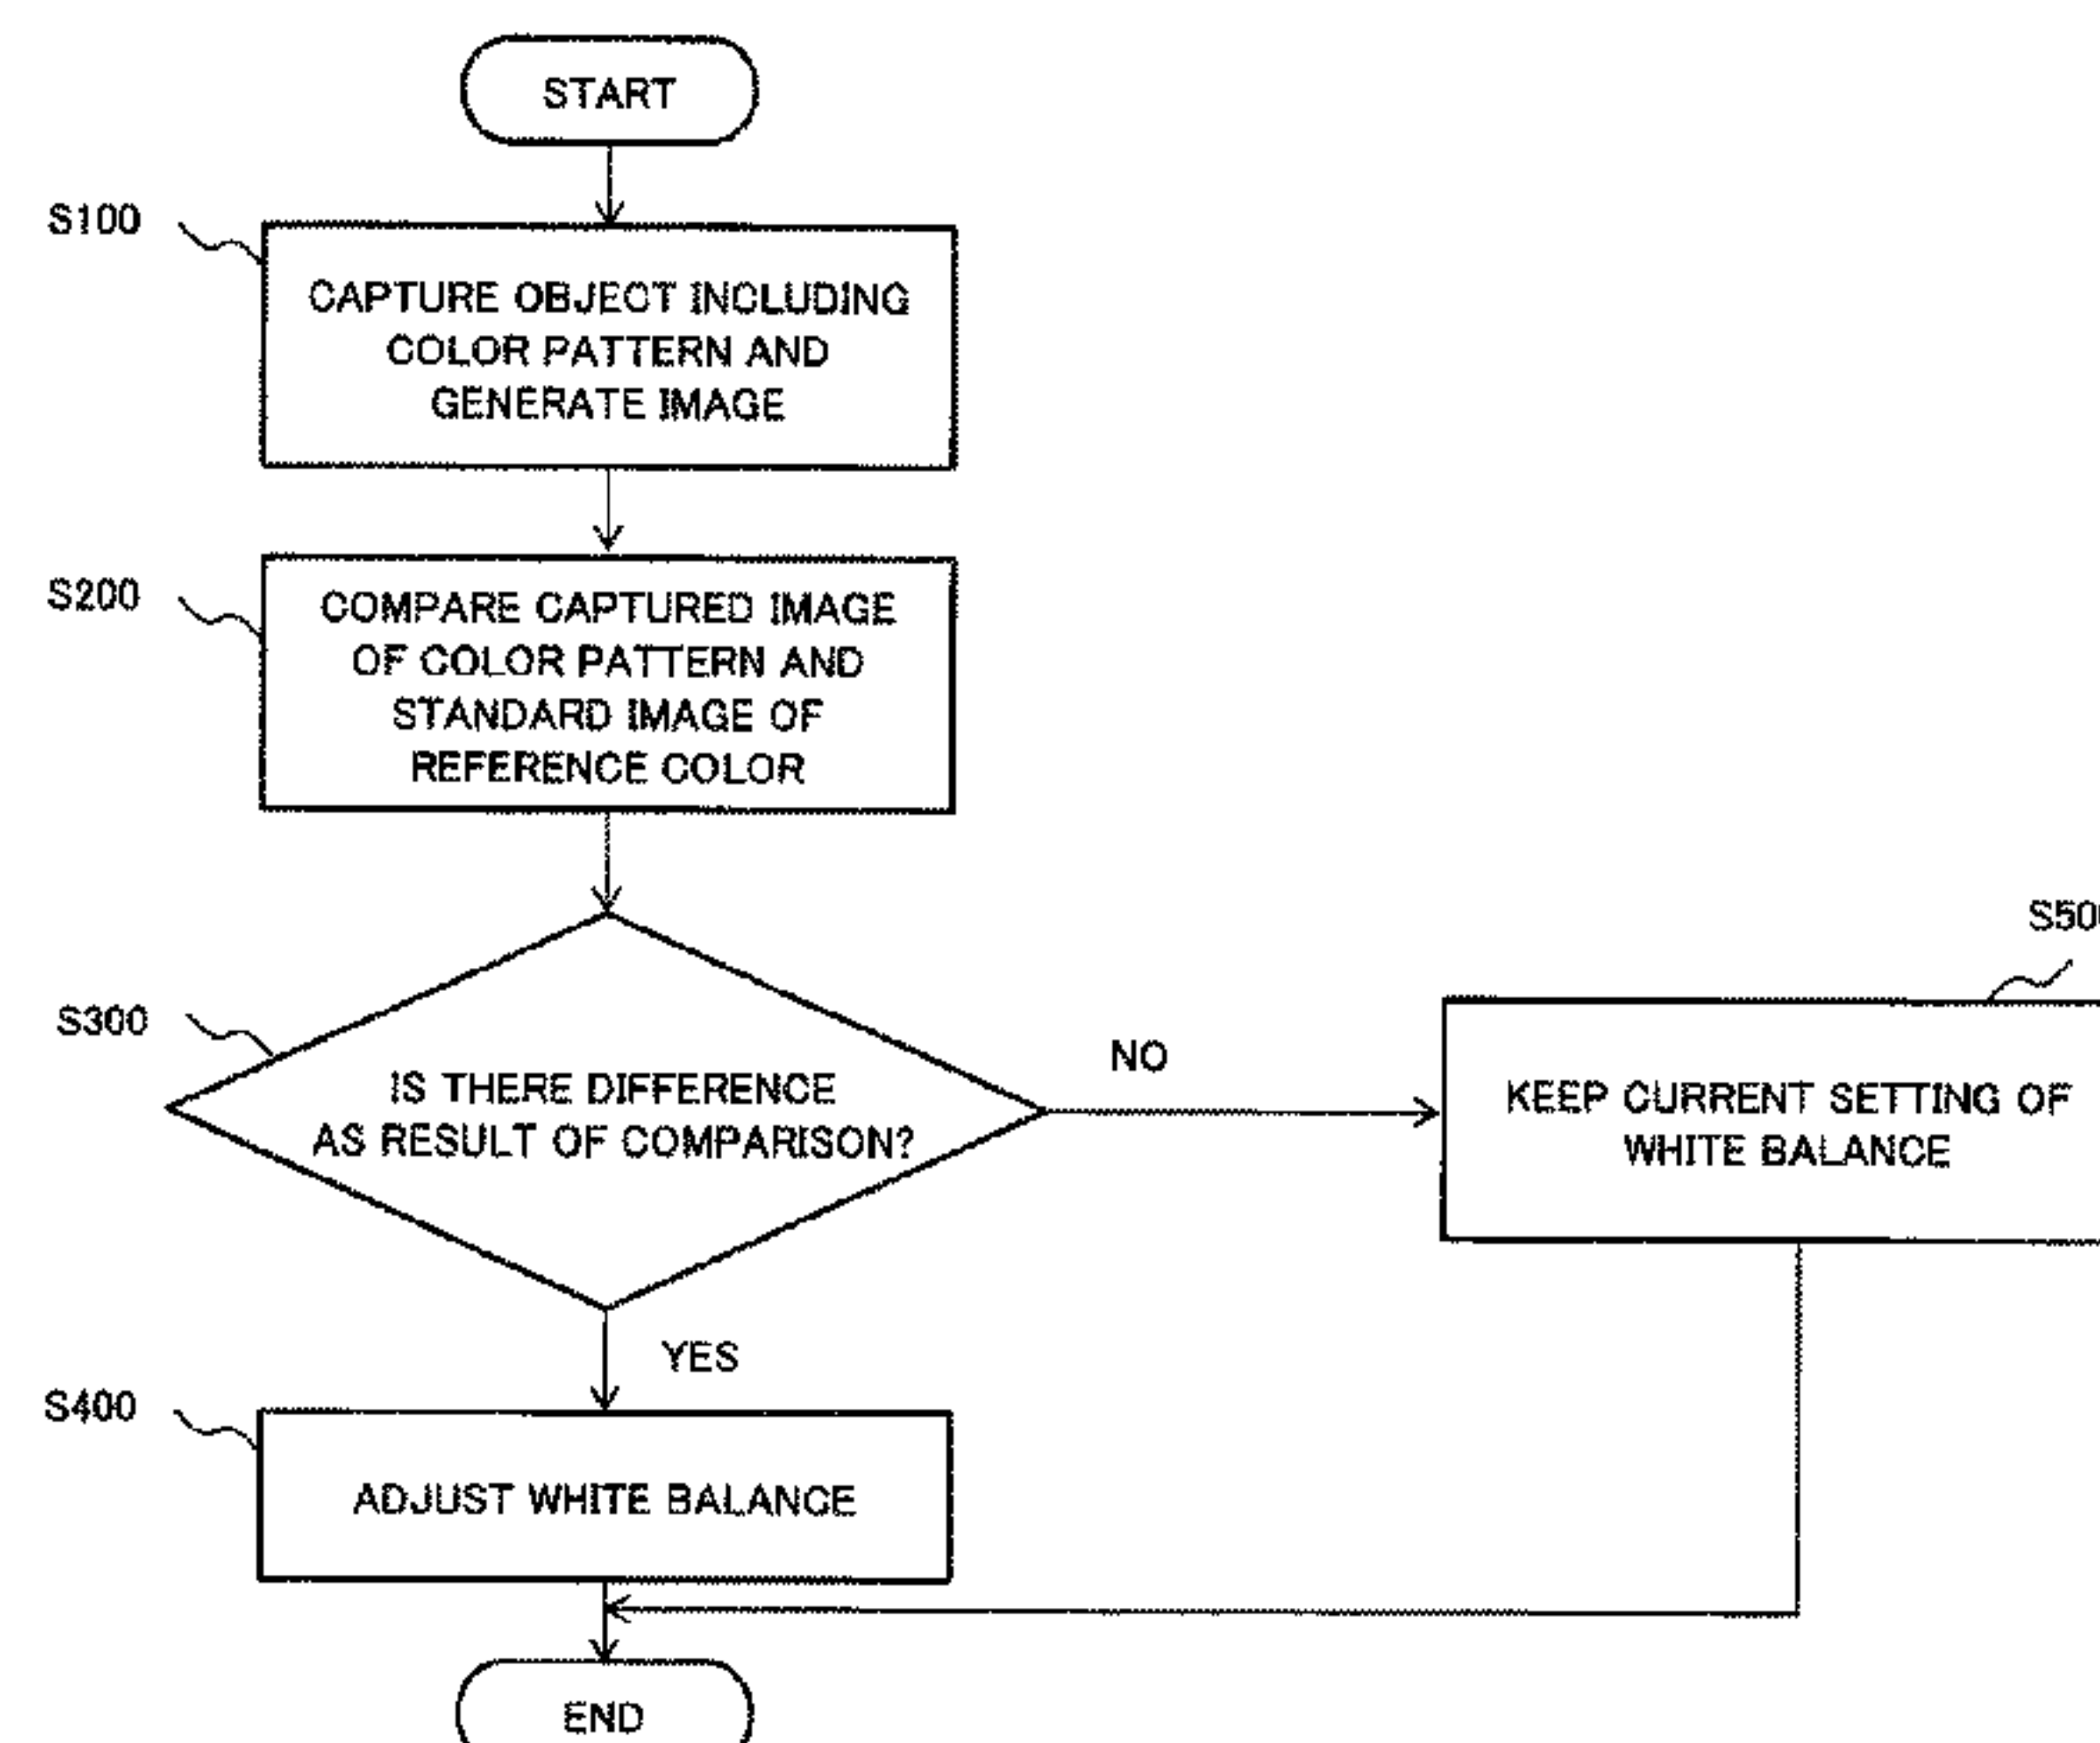 START
S100
CAPTURE OBJECT INCLUDING
COLOR PATTERN AND
GENERATE IMAGE
S200
COMPARE CAPTURED IMAGE
OF COLOR PATTERN AND
STANDARD IMAGE OF
REFERENCE COLOR
S300
IS THERE DIFFERENCE
AS RESULT OF COMPARISON?
NO
KEEP CURRENT SETTING OF
WHITE BALANCE
YES
S400
ADJUST WHITE BALANCE
END